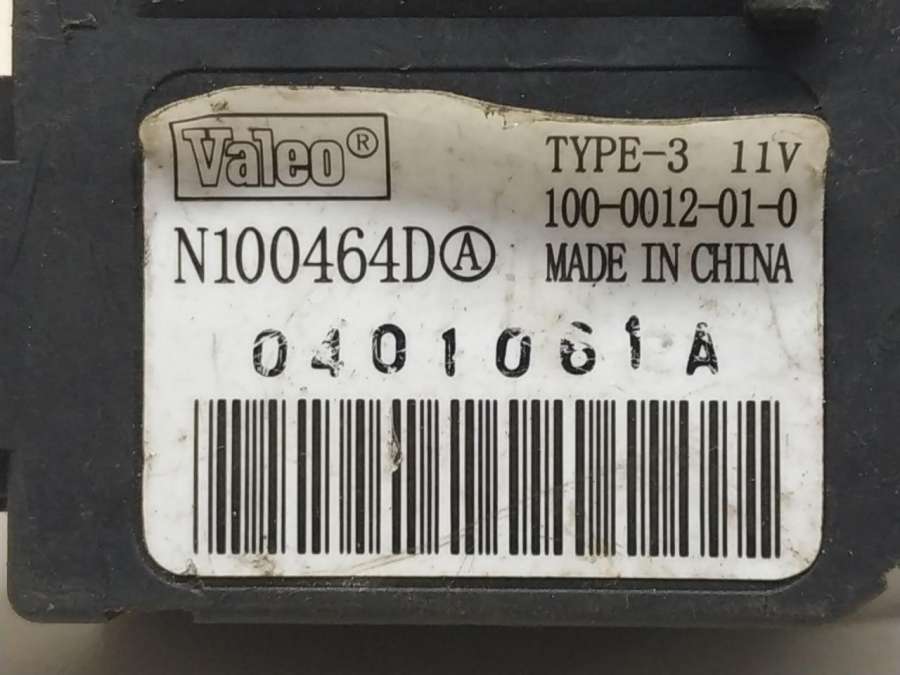 Valeo®
TYPE-3 11V
100-0012-01-0
N100464DⒶ
MADE IN CHINA
0401061A